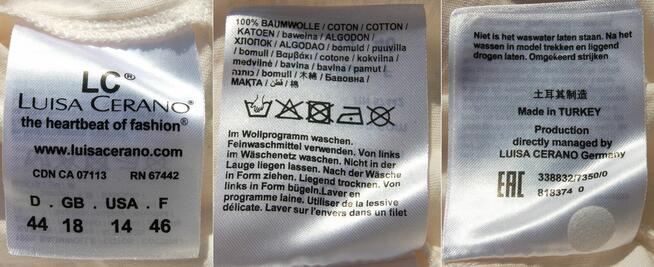 LC®
LUISA CERANO®
the heartbeat of fashion®
www.luisacerano.com
CDN CA 07113 RN 67442
D . GB . USA . F
44 18 14 46
100% BAUMWOLLE / COTON / COTTON /
KATOEN / bawełna / ALGODON /
ΧΙΠΟΠΟΚ / ALGODAO / bomuld / puuvilla
/ bomull / Βαμβάκι / cotone / kokvilna /
medvilnė / bavlna / bavlna / pamut /
כותנה / bomull / 木綿 / Бавовна /
МАКТА / قطن / 棉
Im Wollprogramm waschen.
Feinwaschmittel verwenden. Von links
im Wäschenetz waschen. Nicht in der
Lauge liegen lassen. Nach der Wäsche
in Form ziehen. Liegend trocknen. Von
links in Form bügeln.Laver en
programme laine. Utiliser de la lessive
délicate. Laver sur l'envers dans un filet
Niet is het waswater laten staan. Na het
wassen in model trekken en liggend
drogen laten. Omgekeerd strijken
土耳其制造
Made in TURKEY
Production
directly managed by
LUISA CERANO Germany
EAC 338832/7350/0
818374 0